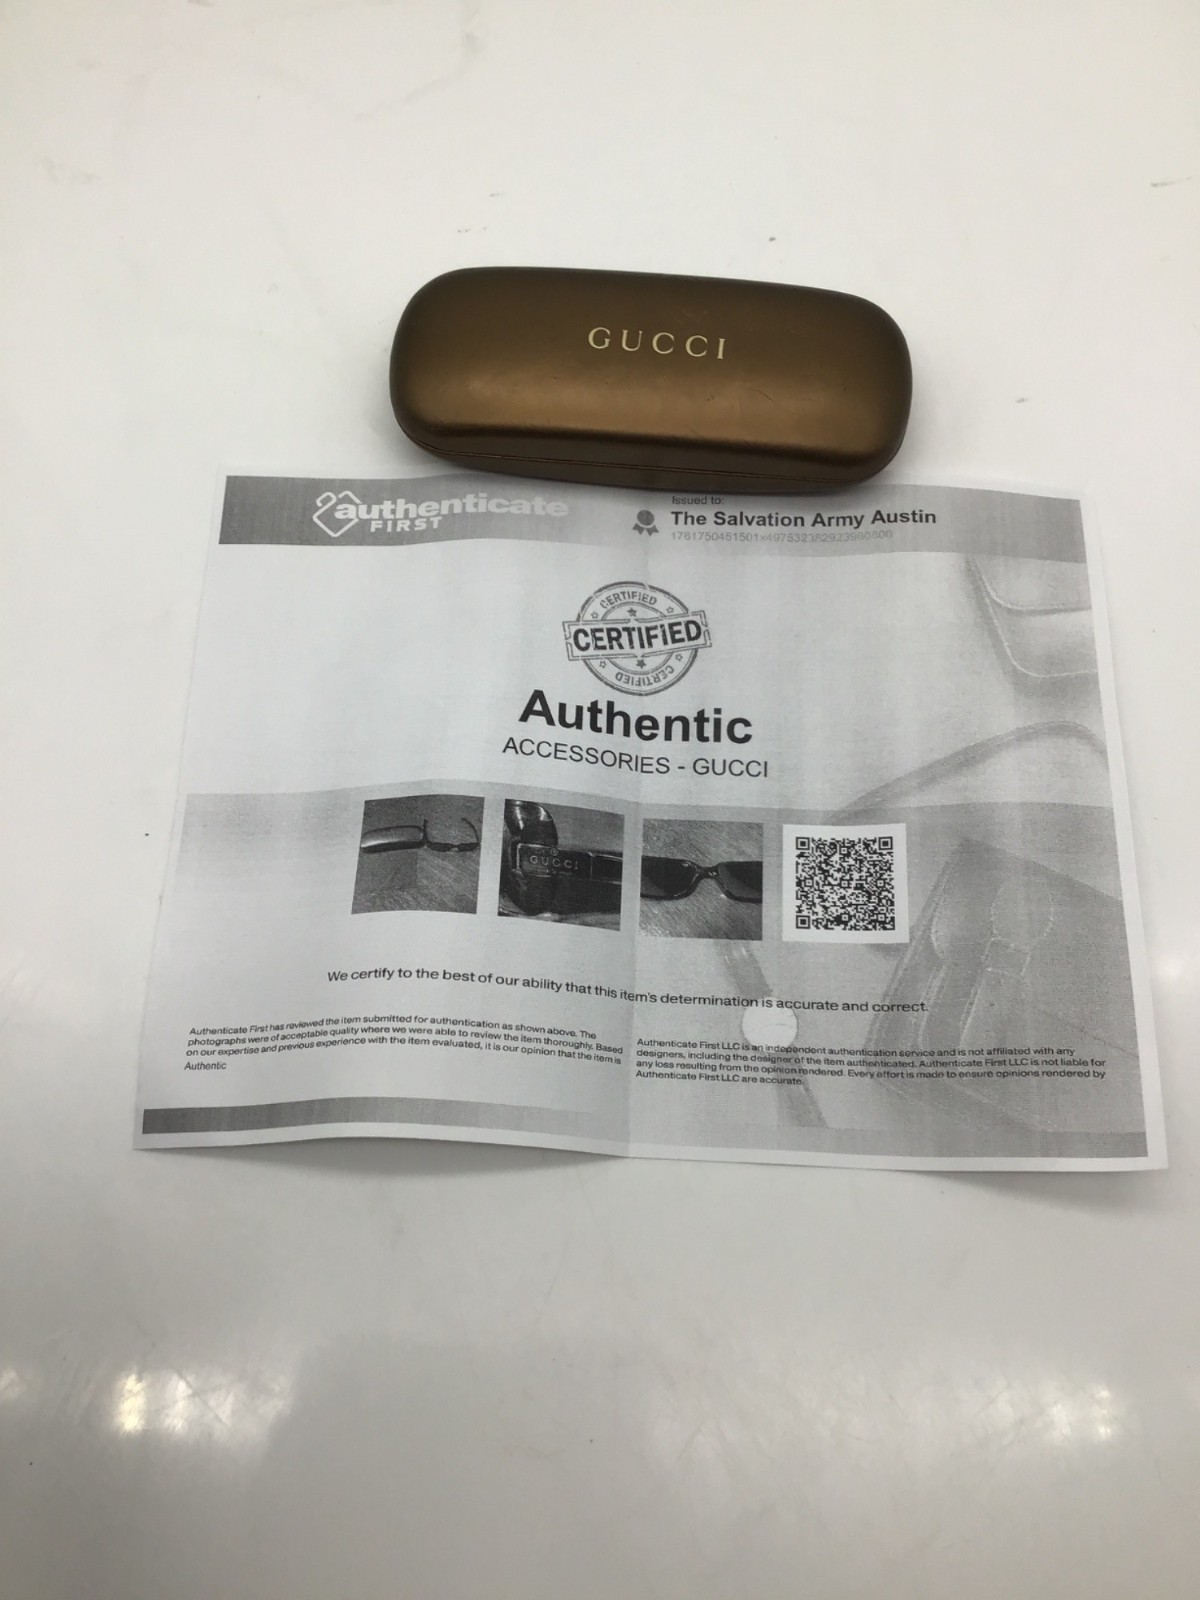 GUCCI
authenticate
FIRST
Issued to:
The Salvation Army Austin
CERTIFIED
CERTIFIED
CERTIFIED
Authentic
ACCESSORIES - GUCCI
GUCCI
We certify to the best of our ability that this item's determination is accurate and correct.
Authenticate First has reviewed the item submitted for authentication as shown above. The
photographs were of acceptable quality where we were able to review the item thoroughly. Based
on our expertise and previous experience with the item evaluated, it is our opinion that the item is
Authentic
Authenticate First LLC is an independent authentication service and is not affiliated with any
designers, including the designer of the item authenticated. Authenticate First LLC is not liable for
any loss resulting from the opinion rendered. Every effort is made to ensure opinions rendered by
Authenticate First LLC are accurate.